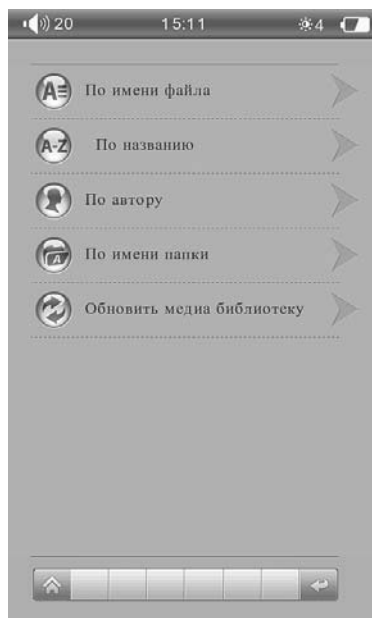 20 15:11 4
A По имени файла
A-Z По названию
По автору
A По имени папки
Обновить медиа библиотеку